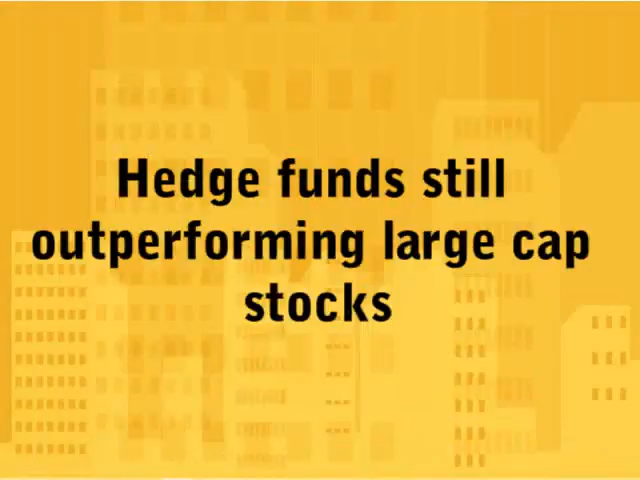 Hedge funds still
outperforming large cap
stocks